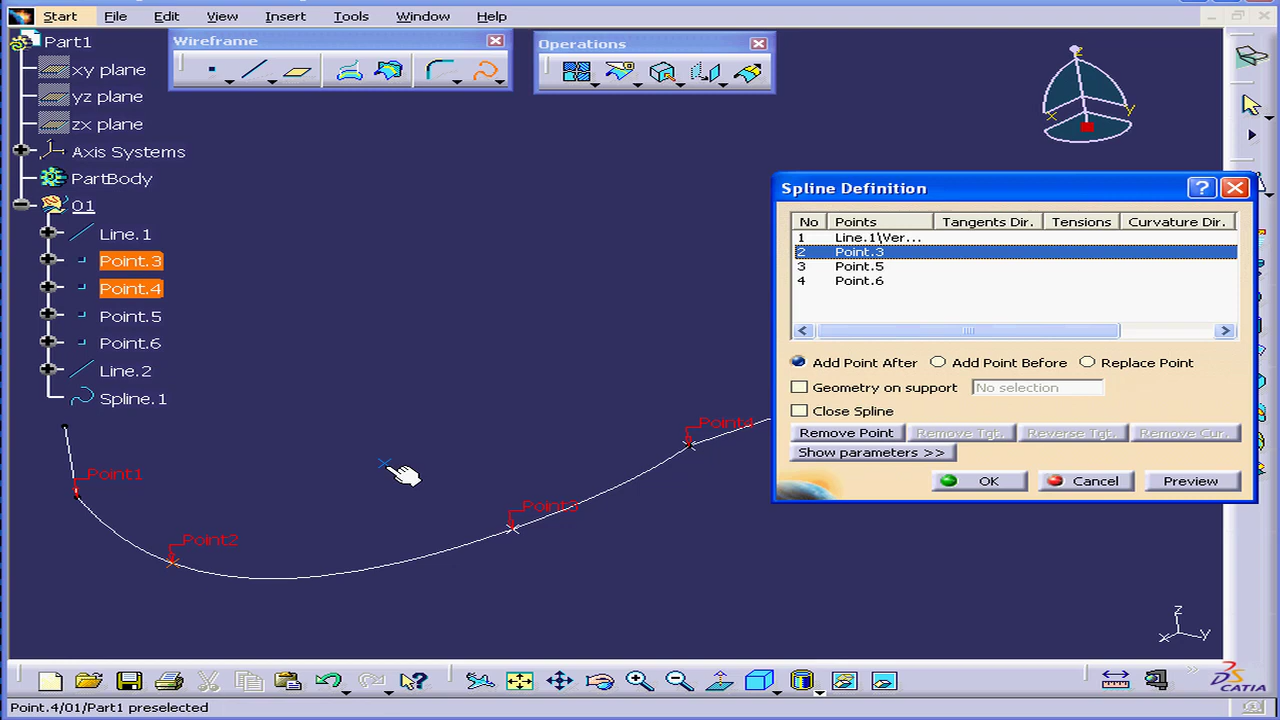 Start File Edit View Insert Tools Window Help
Part1
xy plane
yz plane
zx plane
Axis Systems
PartBody
01
Line.1
Point.3
Point.4
Point.5
Point.6
Line.2
Spline.1
Wireframe
Operations
z
x
y
Spline Definition
No Points Tangents Dir. Tensions Curvature Dir.
1 Line.1\Ver...
2 Point.3
3 Point.5
4 Point.6
Add Point After Add Point Before Replace Point
Geometry on support No selection
Close Spline
Remove Point Remove Tgt. Reverse Tgt. Remove Cur.
Show parameters >>
OK Cancel Preview
Point1
Point2
Point3
Point4
z
x y
CATIA
Point.4/01/Part1 preselected